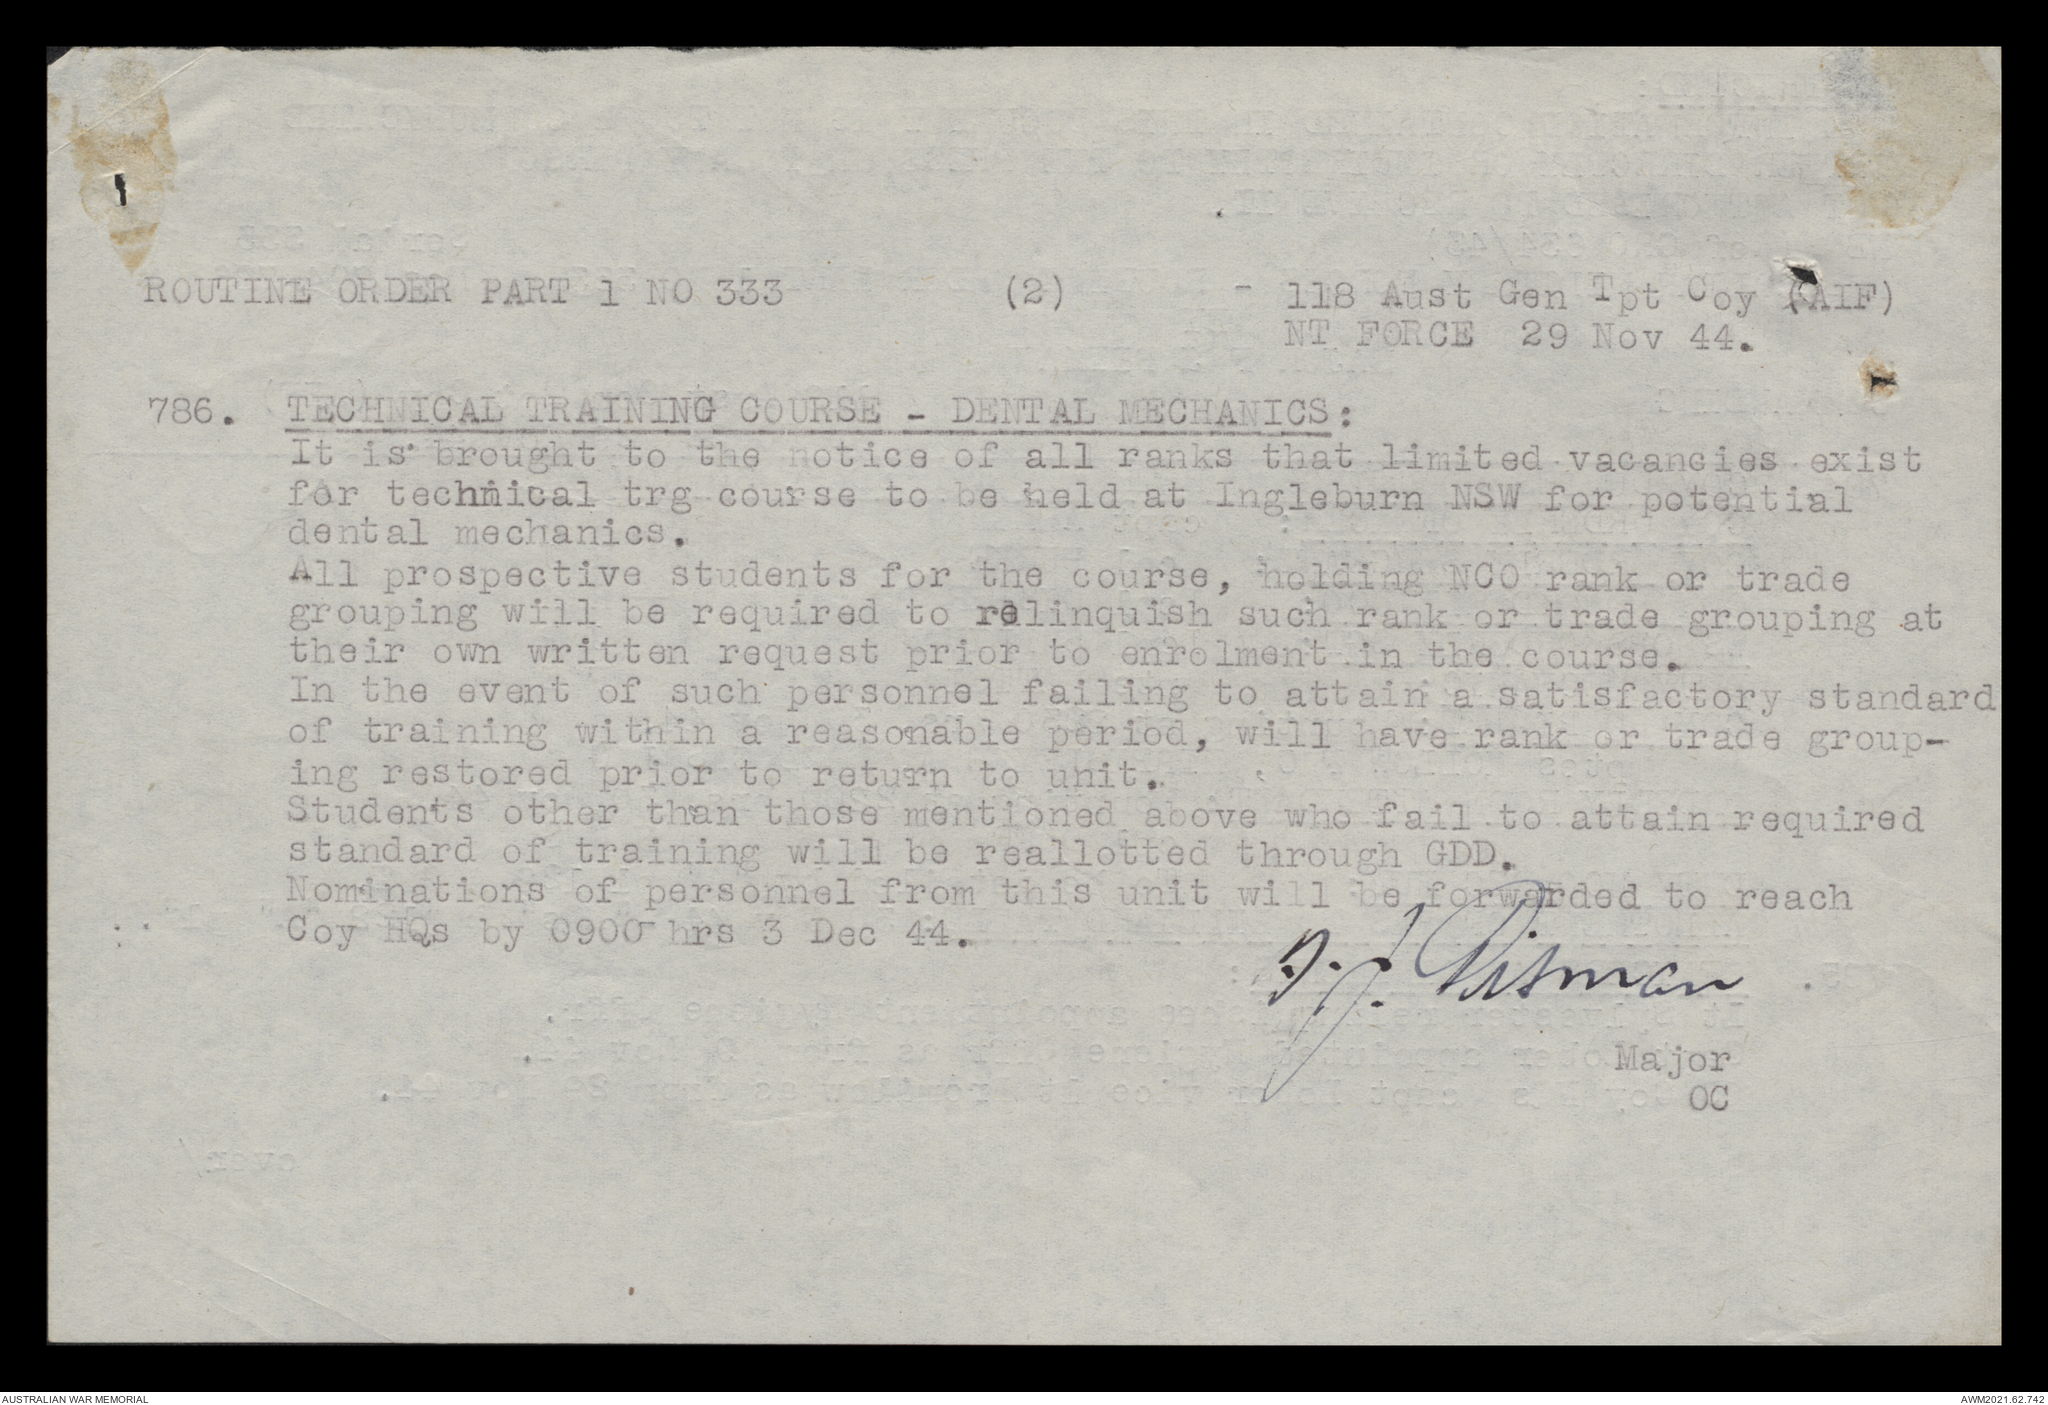 ROUTINE ORDER PART 1 NO 333 (2) - 118 Aust Gen Tpt Coy (AIF)
NT FORCE 29 Nov 44.
786. TECHNICAL TRAINING COURSE - DENTAL MECHANICS:
It is brought to the notice of all ranks that limited vacancies exist
for technical trg course to be held at Ingleburn NSW for potential
dental mechanics.
All prospective students for the course, holding NCO rank or trade
grouping will be required to relinquish such rank or trade grouping at
their own written request prior to enrolment in the course.
In the event of such personnel failing to attain a satisfactory standard
of training within a reasonable period, will have rank or trade group-
ing restored prior to return to unit.
Students other than those mentioned above who fail to attain required
standard of training will be reallotted through GDD.
Nominations of personnel from this unit will be forwarded to reach
Coy HQs by 0900 hrs 3 Dec 44.
Pitman
Major
OC
AUSTRALIAN WAR MEMORIAL AWM2021.62.742